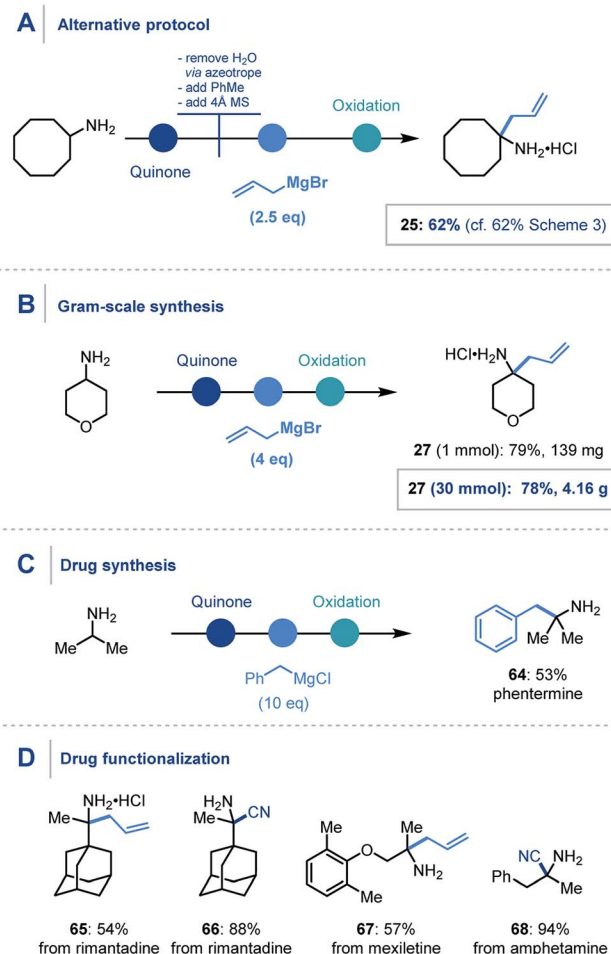 A Alternative protocol
- remove H2O
via azeotrope
- add PhMe
- add 4Å MS
Oxidation
NH2
Quinone
MgBr
(2.5 eq)
NH2•HCl
25: 62% (cf. 62% Scheme 3)
B Gram-scale synthesis
NH2
O
Quinone
Oxidation
MgBr
(4 eq)
HCl•H2N
O
27 (1 mmol): 79%, 139 mg
27 (30 mmol): 78%, 4.16 g
C Drug synthesis
NH2
Me Me
Quinone
Oxidation
Ph MgCl
(10 eq)
NH2
Me Me
64: 53%
phentermine
D Drug functionalization
NH2•HCl
Me
65: 54%
from rimantadine
H2N
Me CN
66: 88%
from rimantadine
Me
O
Me
NH2
Me
67: 57%
from mexiletine
NC NH2
Ph Me
68: 94%
from amphetamine